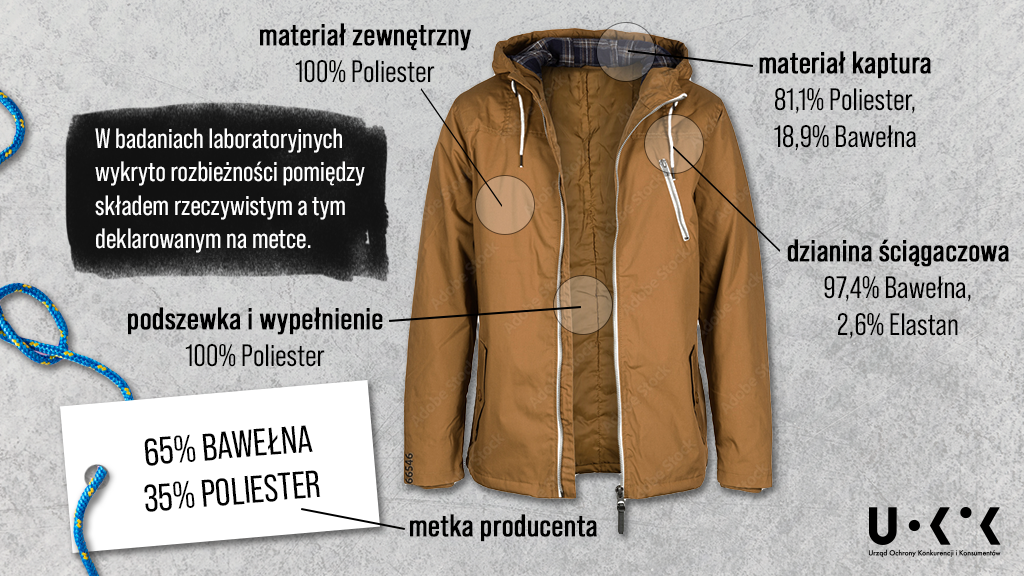 materiał zewnętrzny
100% Poliester
materiał kaptura
81,1% Poliester,
18,9% Bawełna
W badaniach laboratoryjnych
wykryto rozbieżności pomiędzy
składem rzeczywistym a tym
deklarowanym na metce.
dzianina ściągaczowa
97,4% Bawełna,
2,6% Elastan
podszewka i wypełnienie
100% Poliester
65% BAWEŁNA
35% POLIESTER
metka producenta
66546
UOKiK
Urząd Ochrony Konkurencji i Konsumentów